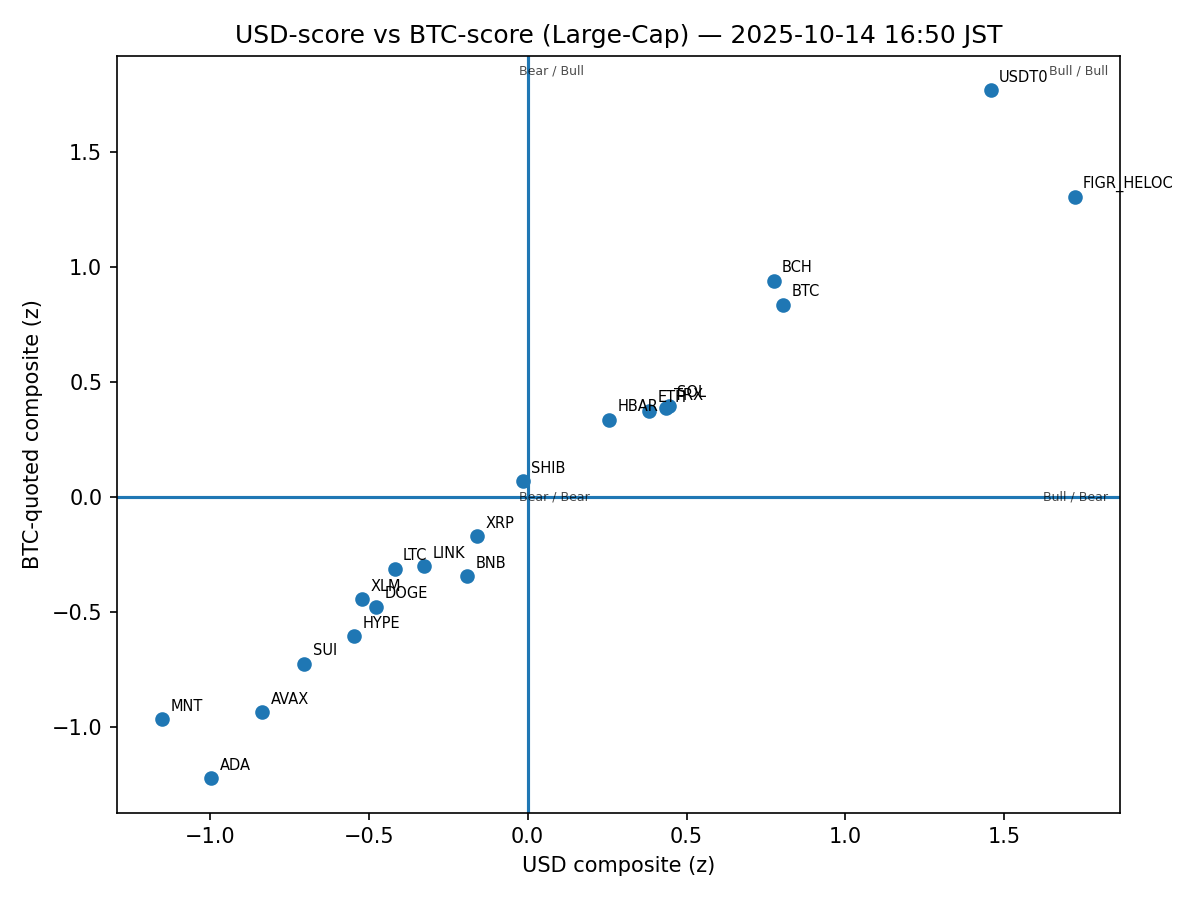 USD-score vs BTC-score (Large-Cap) — 2025-10-14 16:50 JST
Bear / Bull
Bull / Bull
USDT0
FIGR_HELOC
BCH
BTC
SOL
TRX
ETH
HBAR
SHIB
Bear / Bear
Bull / Bear
XRP
LTC
LINK
BNB
XLM
DOGE
HYPE
SUI
MNT
AVAX
ADA
1.5
1.0
0.5
0.0
−0.5
−1.0
BTC-quoted composite (z)
−1.0
−0.5
0.0
0.5
1.0
1.5
USD composite (z)